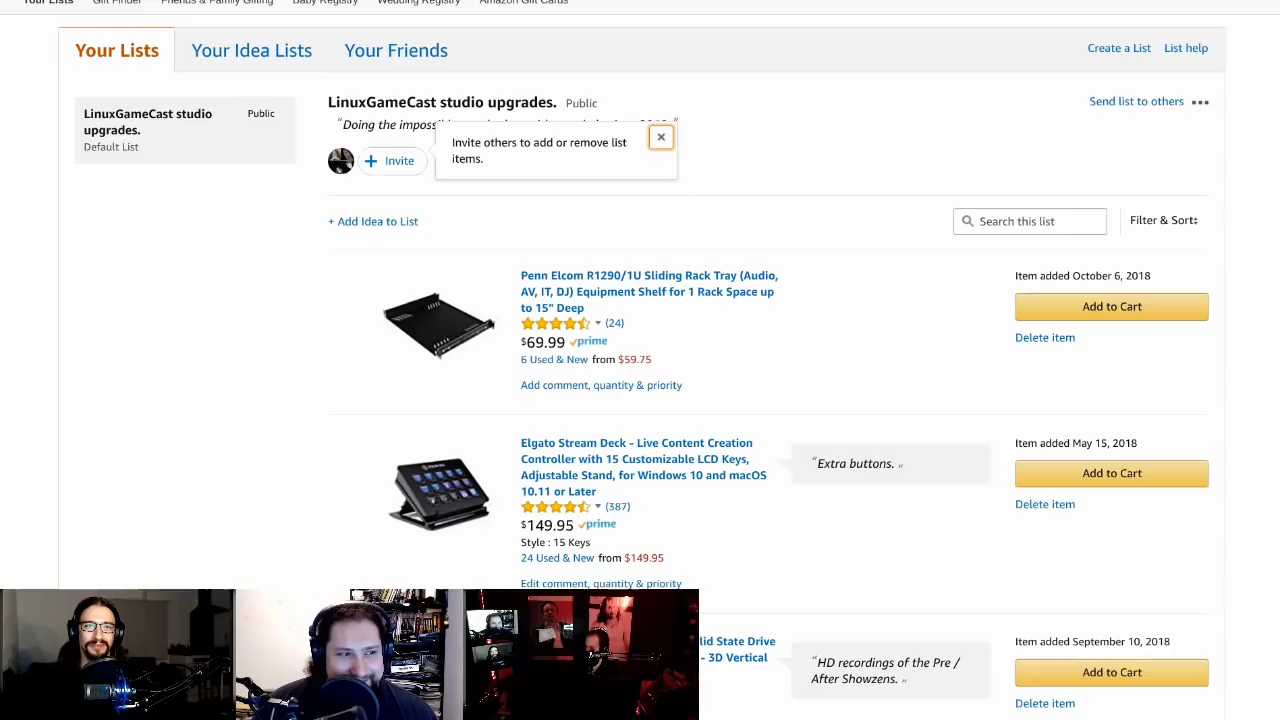 Your Lists Gift Finder Friends & Family Gifting Baby Registry Wedding Registry Amazon Gift Cards
Your Lists Your Idea Lists Your Friends
Create a List List help
LinuxGameCast studio upgrades.
Public
Default List
LinuxGameCast studio upgrades. Public
Send list to others
“Doing the impossi
Invite
Invite others to add or remove list
items.
+ Add Idea to List
Search this list
Filter & Sort
Penn Elcom R1290/1U Sliding Rack Tray (Audio,
AV, IT, DJ) Equipment Shelf for 1 Rack Space up
to 15" Deep
(24)
$69.99 prime
6 Used & New from $59.75
Add comment, quantity & priority
Item added October 6, 2018
Add to Cart
Delete item
Elgato Stream Deck - Live Content Creation
Controller with 15 Customizable LCD Keys,
Adjustable Stand, for Windows 10 and macOS
10.11 or Later
(387)
$149.95 prime
Style : 15 Keys
24 Used & New from $149.95
Edit comment, quantity & priority
“Extra buttons. ”
Item added May 15, 2018
Add to Cart
Delete item
lid State Drive
- 3D Vertical
“HD recordings of the Pre /
After Showzens. ”
Item added September 10, 2018
Add to Cart
Delete item